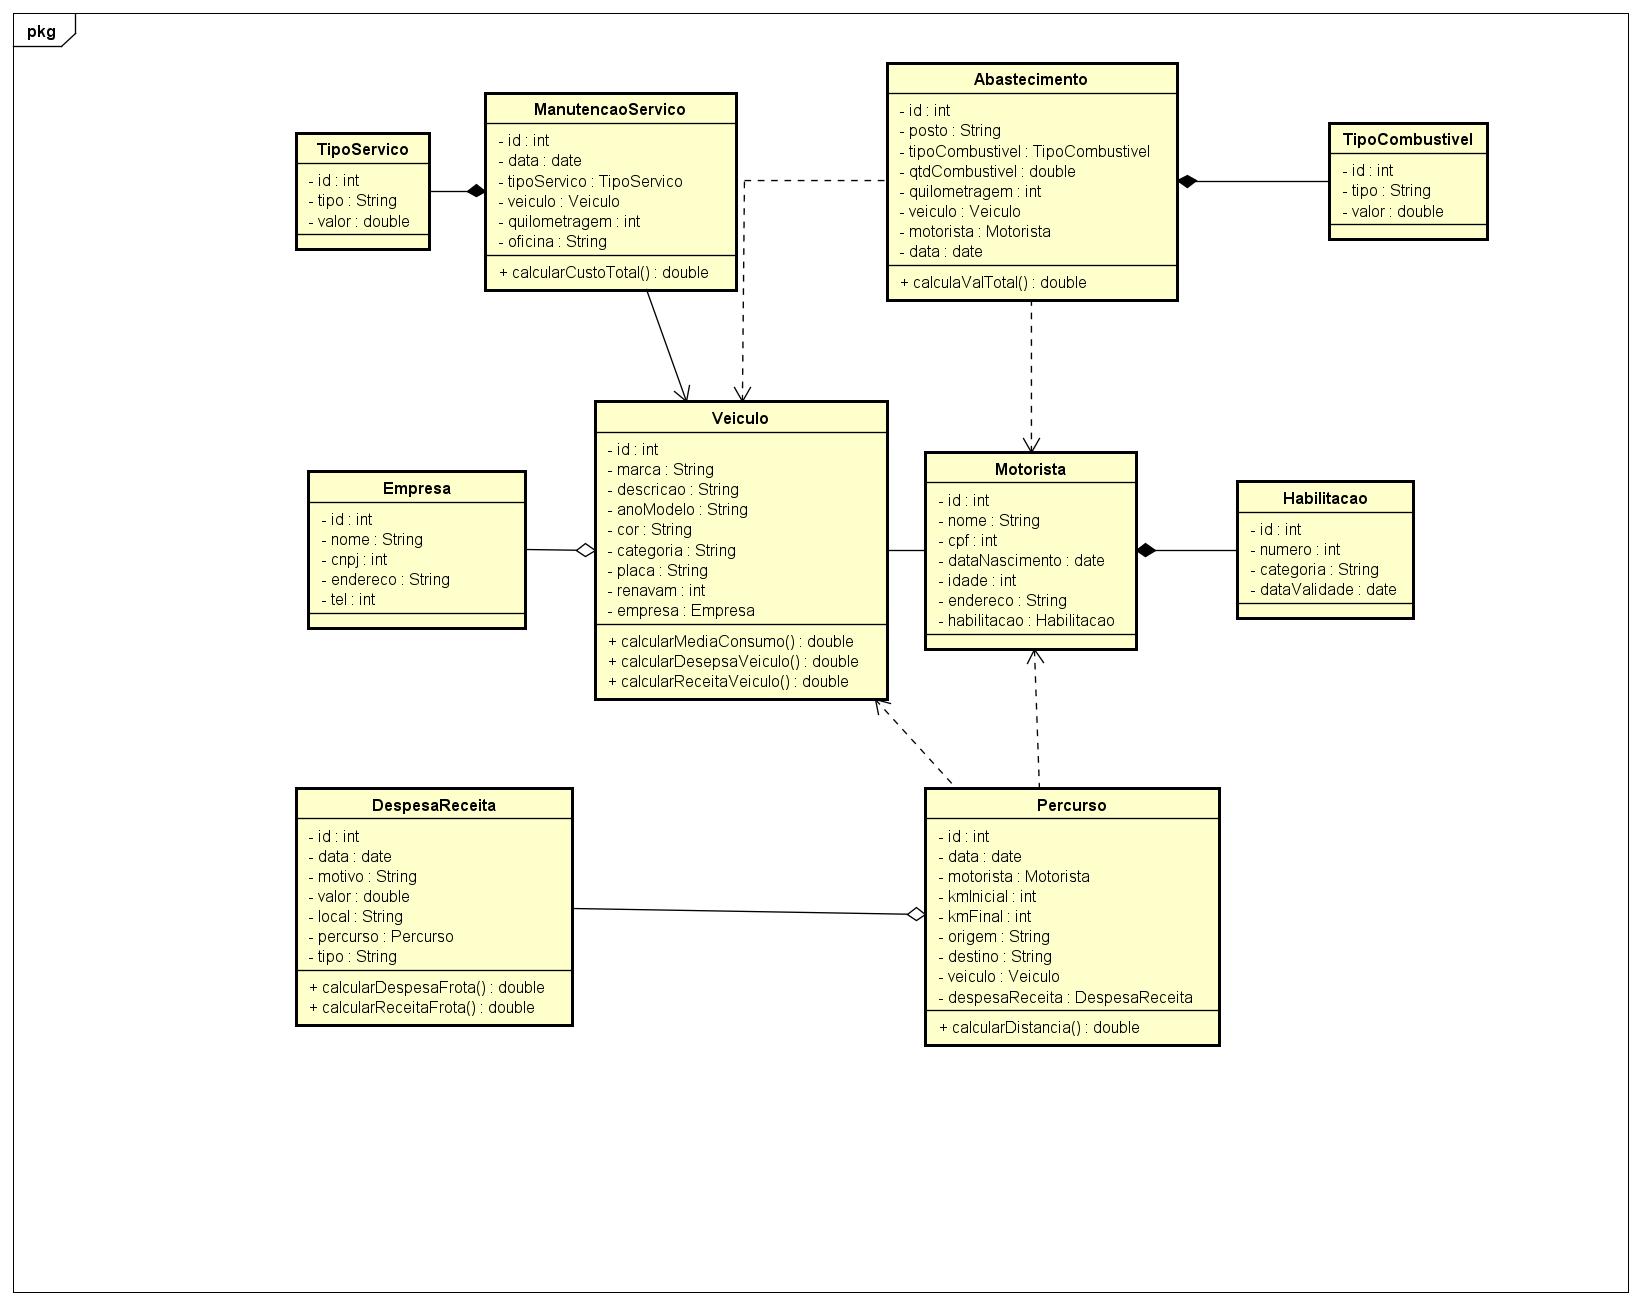 pkg
TipoServico
- id : int
- tipo : String
- valor : double
ManutencaoServico
- id : int
- data : date
- tipoServico : TipoServico
- veiculo : Veiculo
- quilometragem : int
- oficina : String
+ calcularCustoTotal() : double
Abastecimento
- id : int
- posto : String
- tipoCombustivel : TipoCombustivel
- qtdCombustivel : double
- quilometragem : int
- veiculo : Veiculo
- motorista : Motorista
- data : date
+ calculaValTotal() : double
TipoCombustivel
- id : int
- tipo : String
- valor : double
Empresa
- id : int
- nome : String
- cnpj : int
- endereco : String
- tel : int
Veiculo
- id : int
- marca : String
- descricao : String
- anoModelo : String
- cor : String
- categoria : String
- placa : String
- renavam : int
- empresa : Empresa
+ calcularMediaConsumo() : double
+ calcularDesepsaVeiculo() : double
+ calcularReceitaVeiculo() : double
Motorista
- id : int
- nome : String
- cpf : int
- dataNascimento : date
- idade : int
- endereco : String
- habilitacao : Habilitacao
Habilitacao
- id : int
- numero : int
- categoria : String
- dataValidade : date
DespesaReceita
- id : int
- data : date
- motivo : String
- valor : double
- local : String
- percurso : Percurso
- tipo : String
+ calcularDespesaFrota() : double
+ calcularReceitaFrota() : double
Percurso
- id : int
- data : date
- motorista : Motorista
- kmInicial : int
- kmFinal : int
- origem : String
- destino : String
- veiculo : Veiculo
- despesaReceita : DespesaReceita
+ calcularDistancia() : double